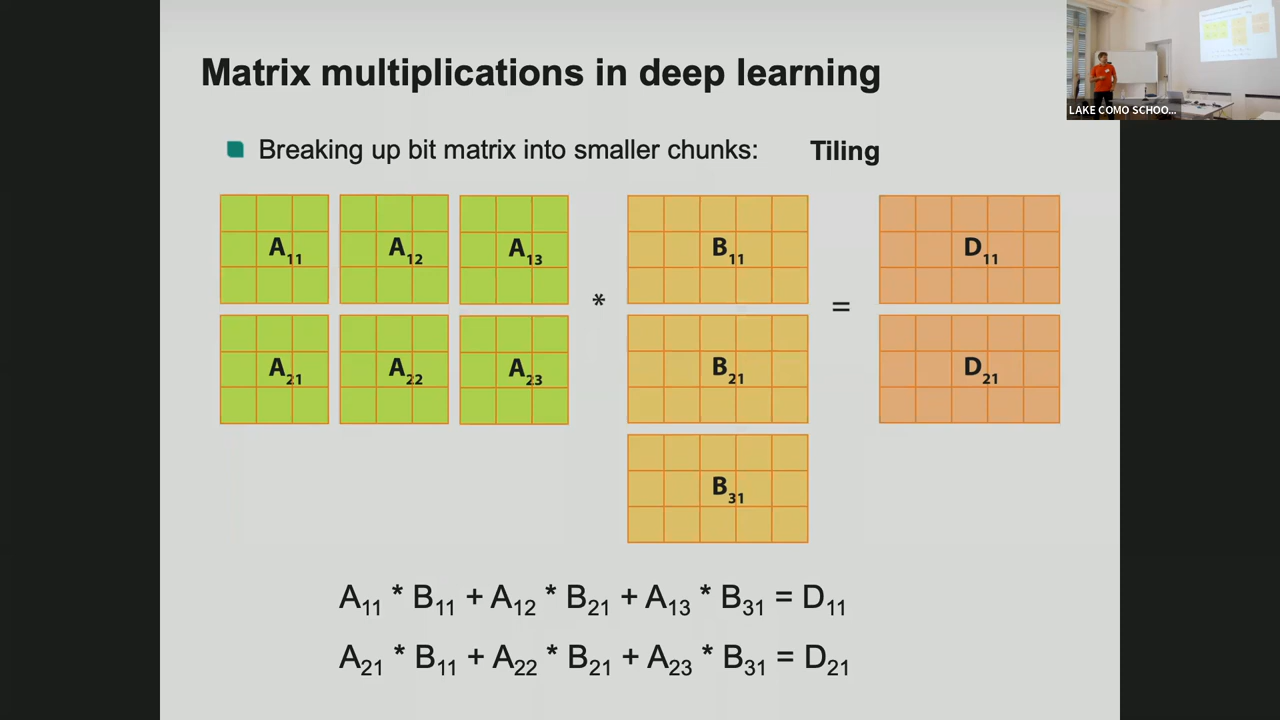 Matrix multiplications in deep learning
LAKE COMO SCHOO...
Breaking up bit matrix into smaller chunks: Tiling
A11 A12 A13 B11 D11
* =
A21 A22 A23 B21 D21
B31
A11 * B11 + A12 * B21 + A13 * B31 = D11
A21 * B11 + A22 * B21 + A23 * B31 = D21